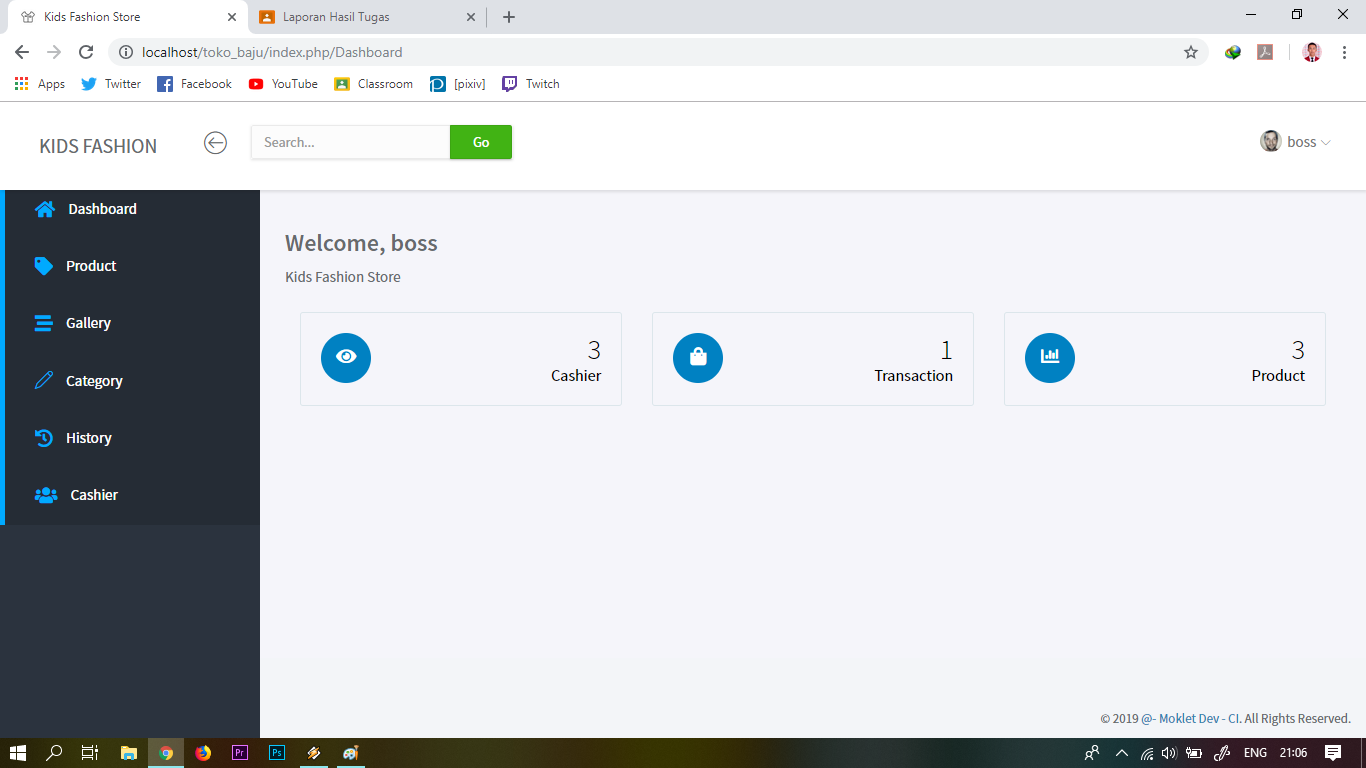 Kids Fashion Store
Laporan Hasil Tugas
localhost/toko_baju/index.php/Dashboard
Apps
Twitter
Facebook
YouTube
Classroom
[pixiv]
Twitch
KIDS FASHION
Search...
Go
boss
Dashboard
Product
Gallery
Category
History
Cashier
Welcome, boss
Kids Fashion Store
3
Cashier
1
Transaction
3
Product
© 2019 @- Moklet Dev - CI. All Rights Reserved.
Pr
Ps
ENG
21:06